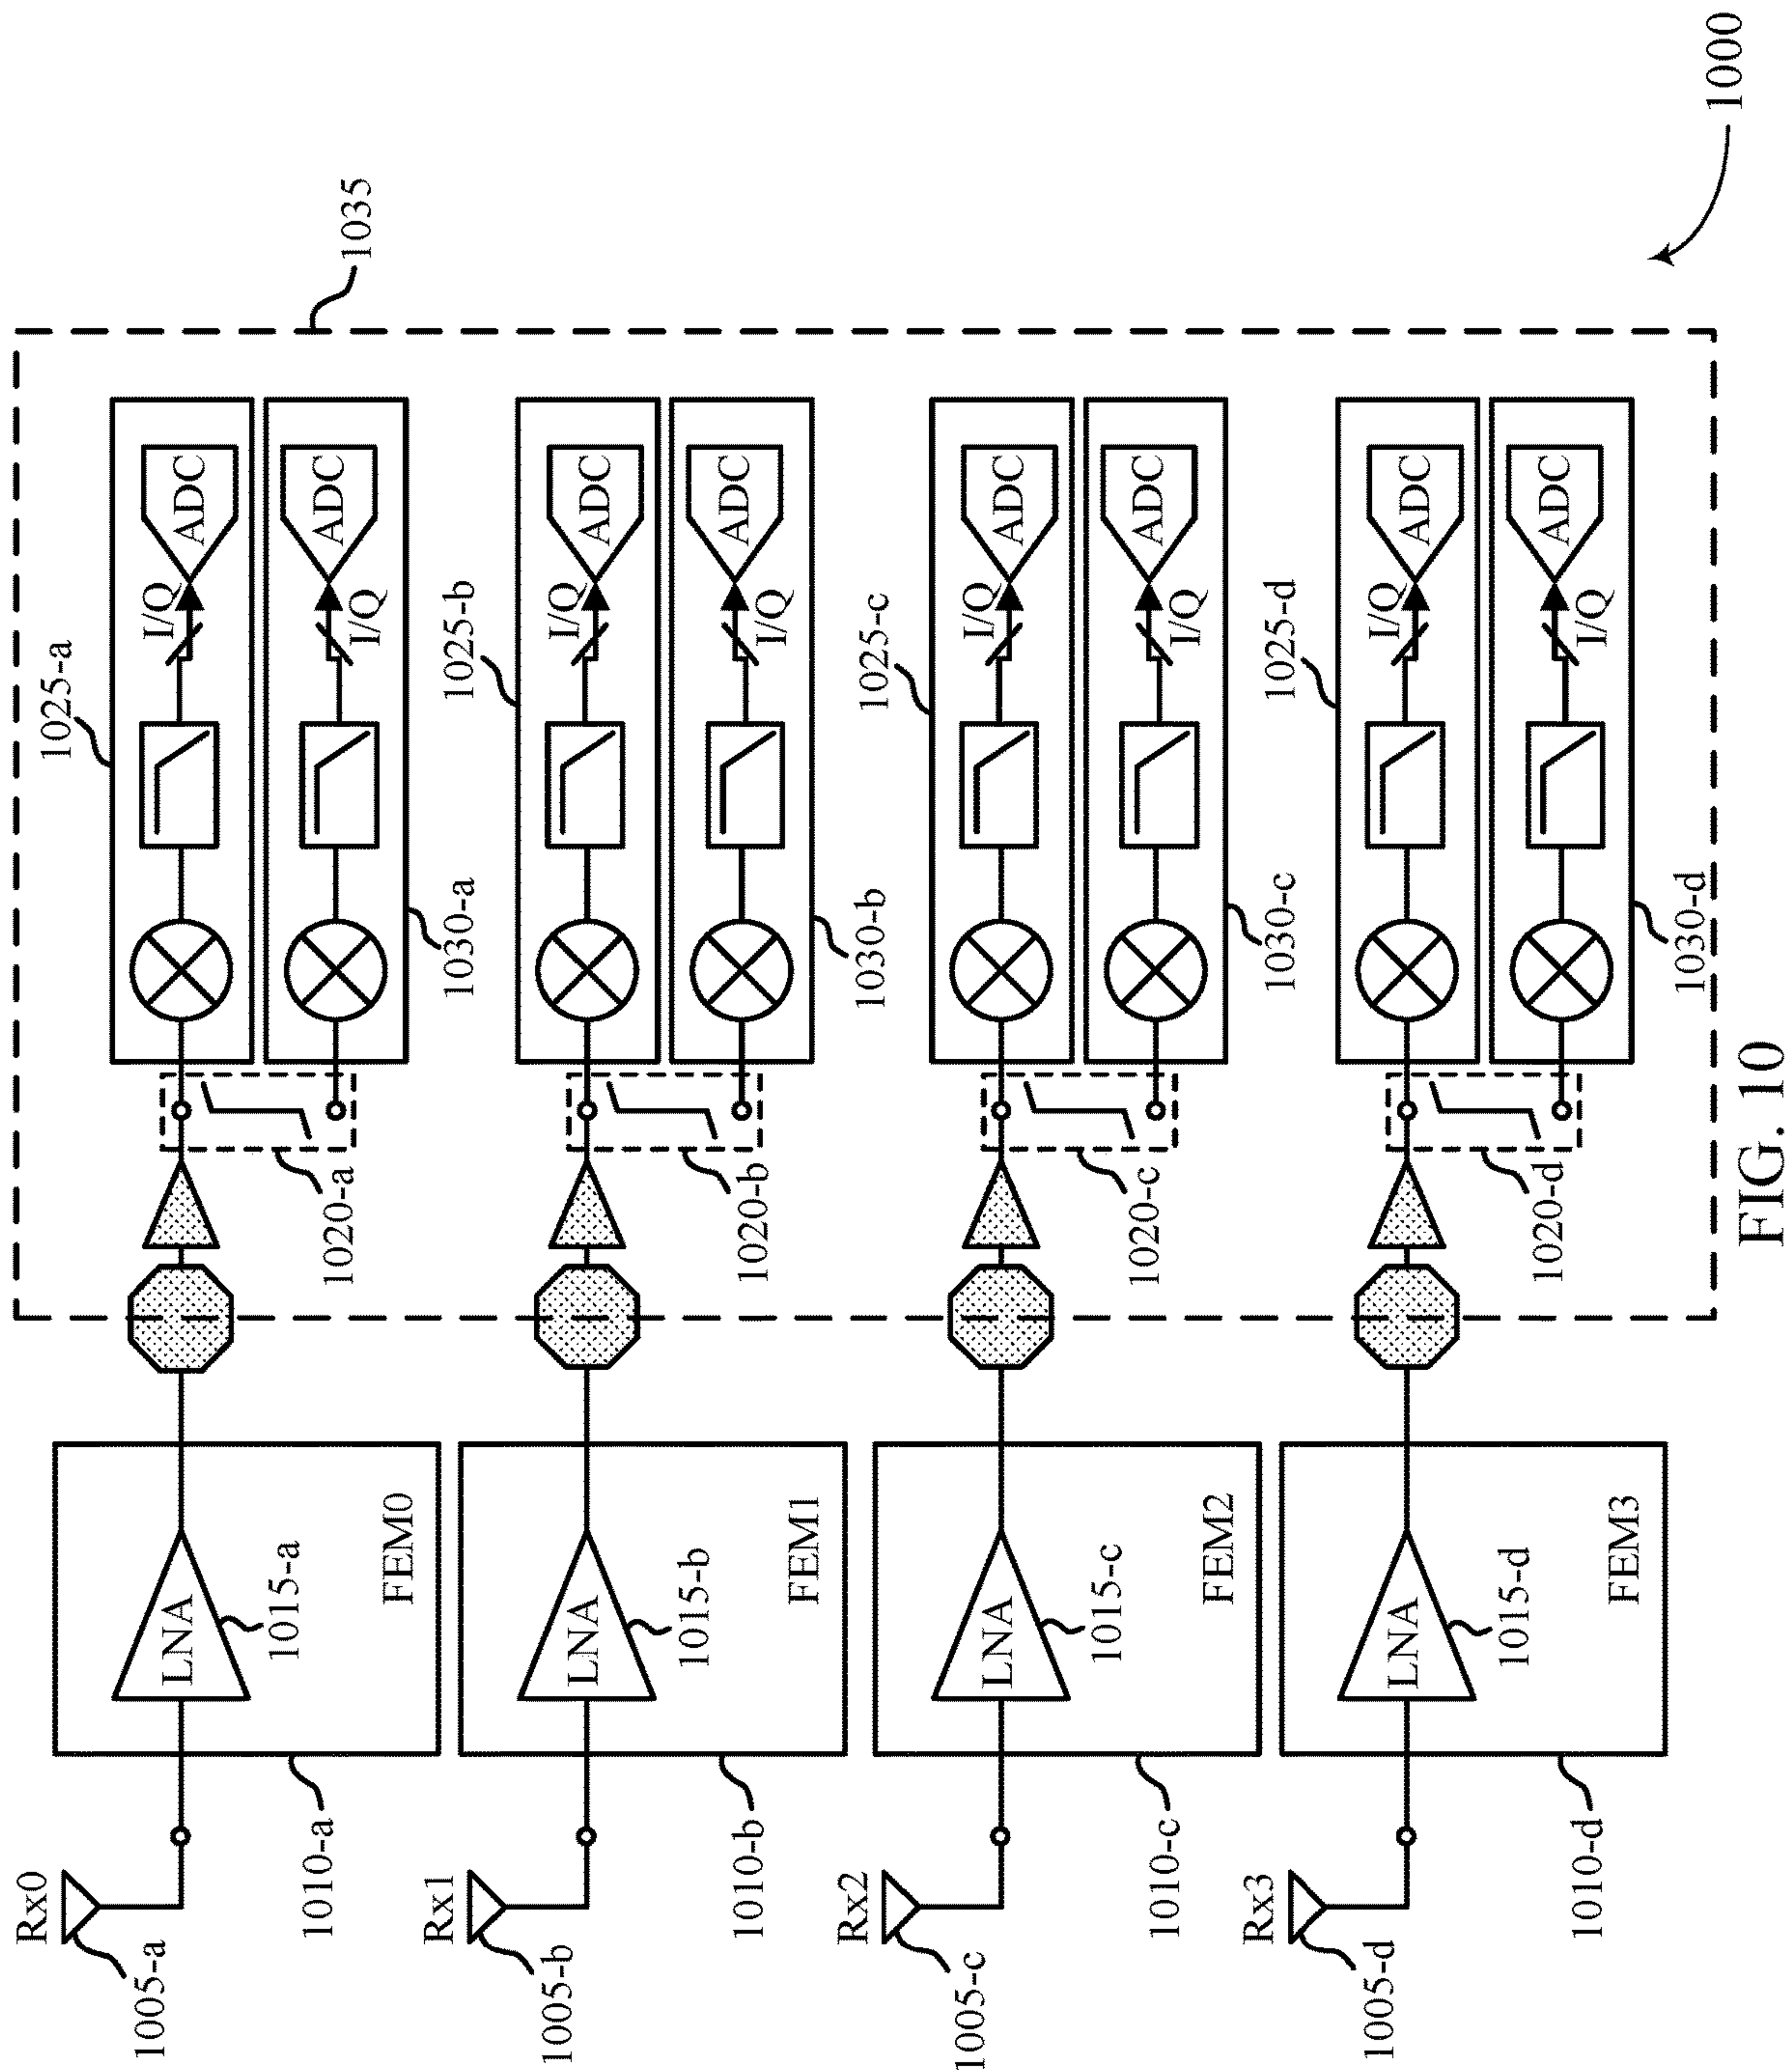 Rx0
1005-a
1010-a
LNA
1015-a
FEM0
1020-a
1025-a
I/Q
ADC
1030-a
I/Q
ADC
Rx1
1005-b
1010-b
LNA
1015-b
FEM1
1020-b
1025-b
I/Q
ADC
1030-b
I/Q
ADC
Rx2
1005-c
1010-c
LNA
1015-c
FEM2
1020-c
1025-c
I/Q
ADC
1030-c
I/Q
ADC
Rx3
1005-d
1010-d
LNA
1015-d
FEM3
1020-d
1025-d
I/Q
ADC
1030-d
I/Q
ADC
1035
1000
FIG. 10